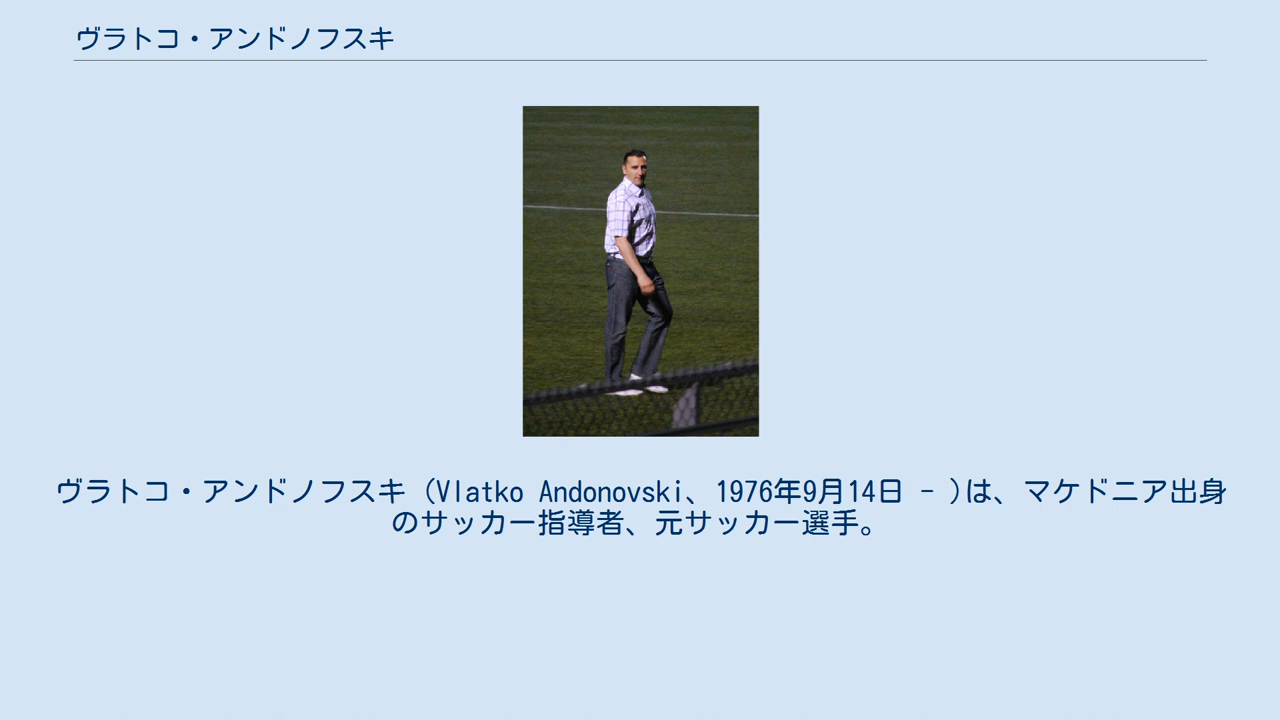 ヴラトコ・アンドノフスキ
ヴラトコ・アンドノフスキ (Vlatko Andonovski、1976年9月14日 - )は、マケドニア出身
のサッカー指導者、元サッカー選手。